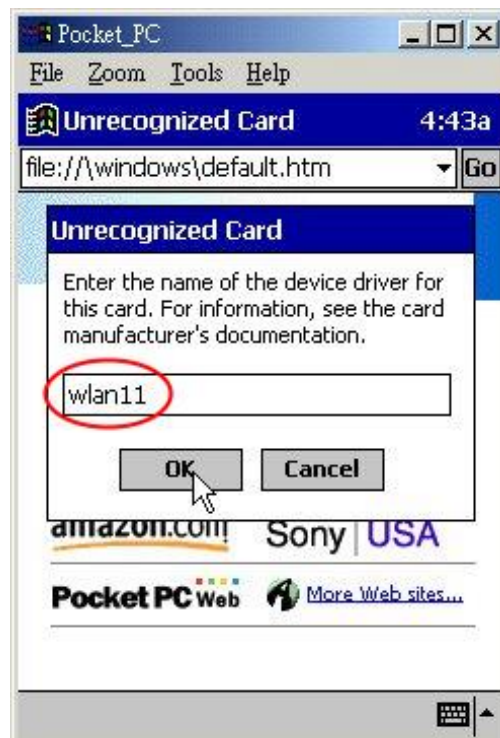 Pocket_PC
File Zoom Tools Help
Unrecognized Card 4:43a
file://\windows\default.htm Go
Unrecognized Card
Enter the name of the device driver for
this card. For information, see the card
manufacturer's documentation.
wlan11
OK Cancel
amazon.com Sony USA
Pocket PC Web More Web sites...